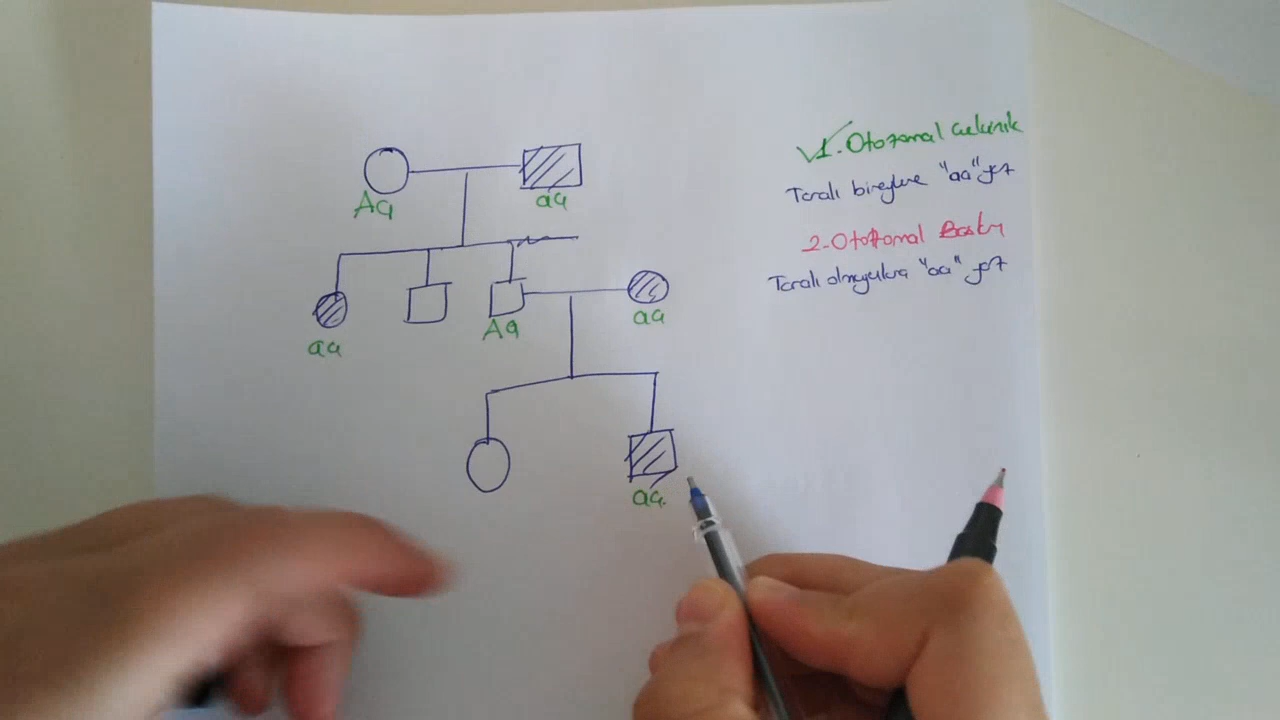 Aa
aa
aa
Aa
aa
aa
1. Otozomal Çekinik
Taralı bireylere "aa" yaz
2-Otozomal Baskın
Taralı olmayanlara "aa" yaz